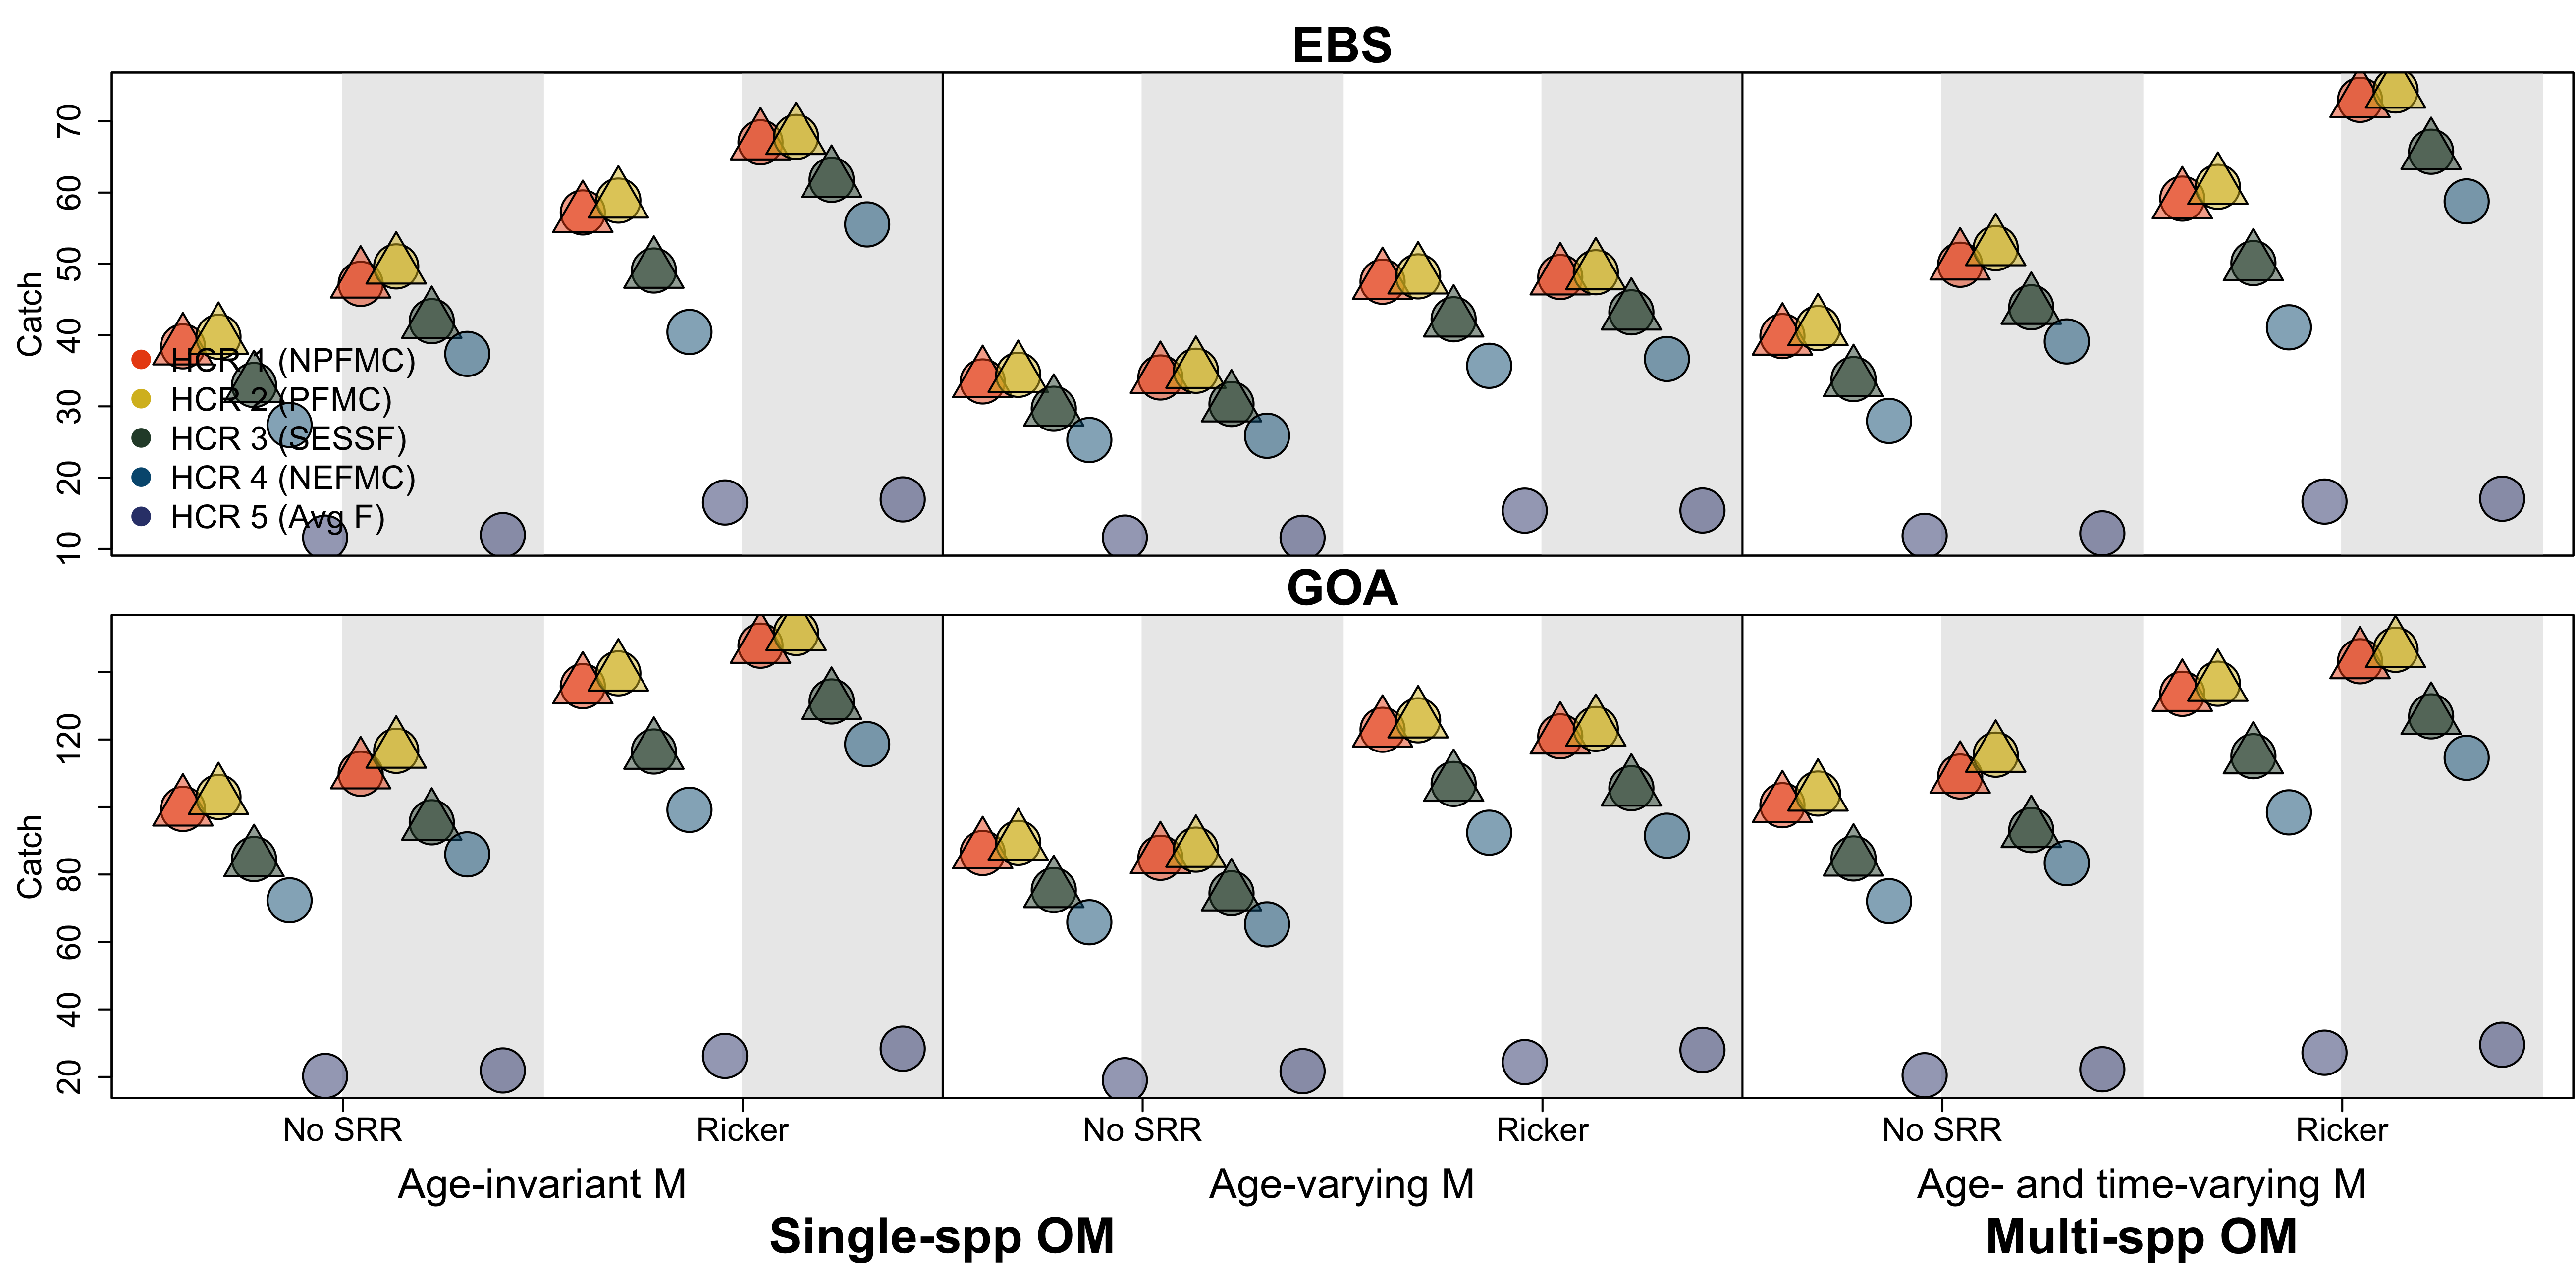 EBS
Catch
70
60
50
40
30
20
10
HCR 1 (NPFMC)
HCR 2 (PFMC)
HCR 3 (SESSF)
HCR 4 (NEFMC)
HCR 5 (Avg F)
GOA
Catch
120
80
60
40
20
No SRR
Ricker
No SRR
Ricker
No SRR
Ricker
Age-invariant M
Age-varying M
Age- and time-varying M
Single-spp OM
Multi-spp OM